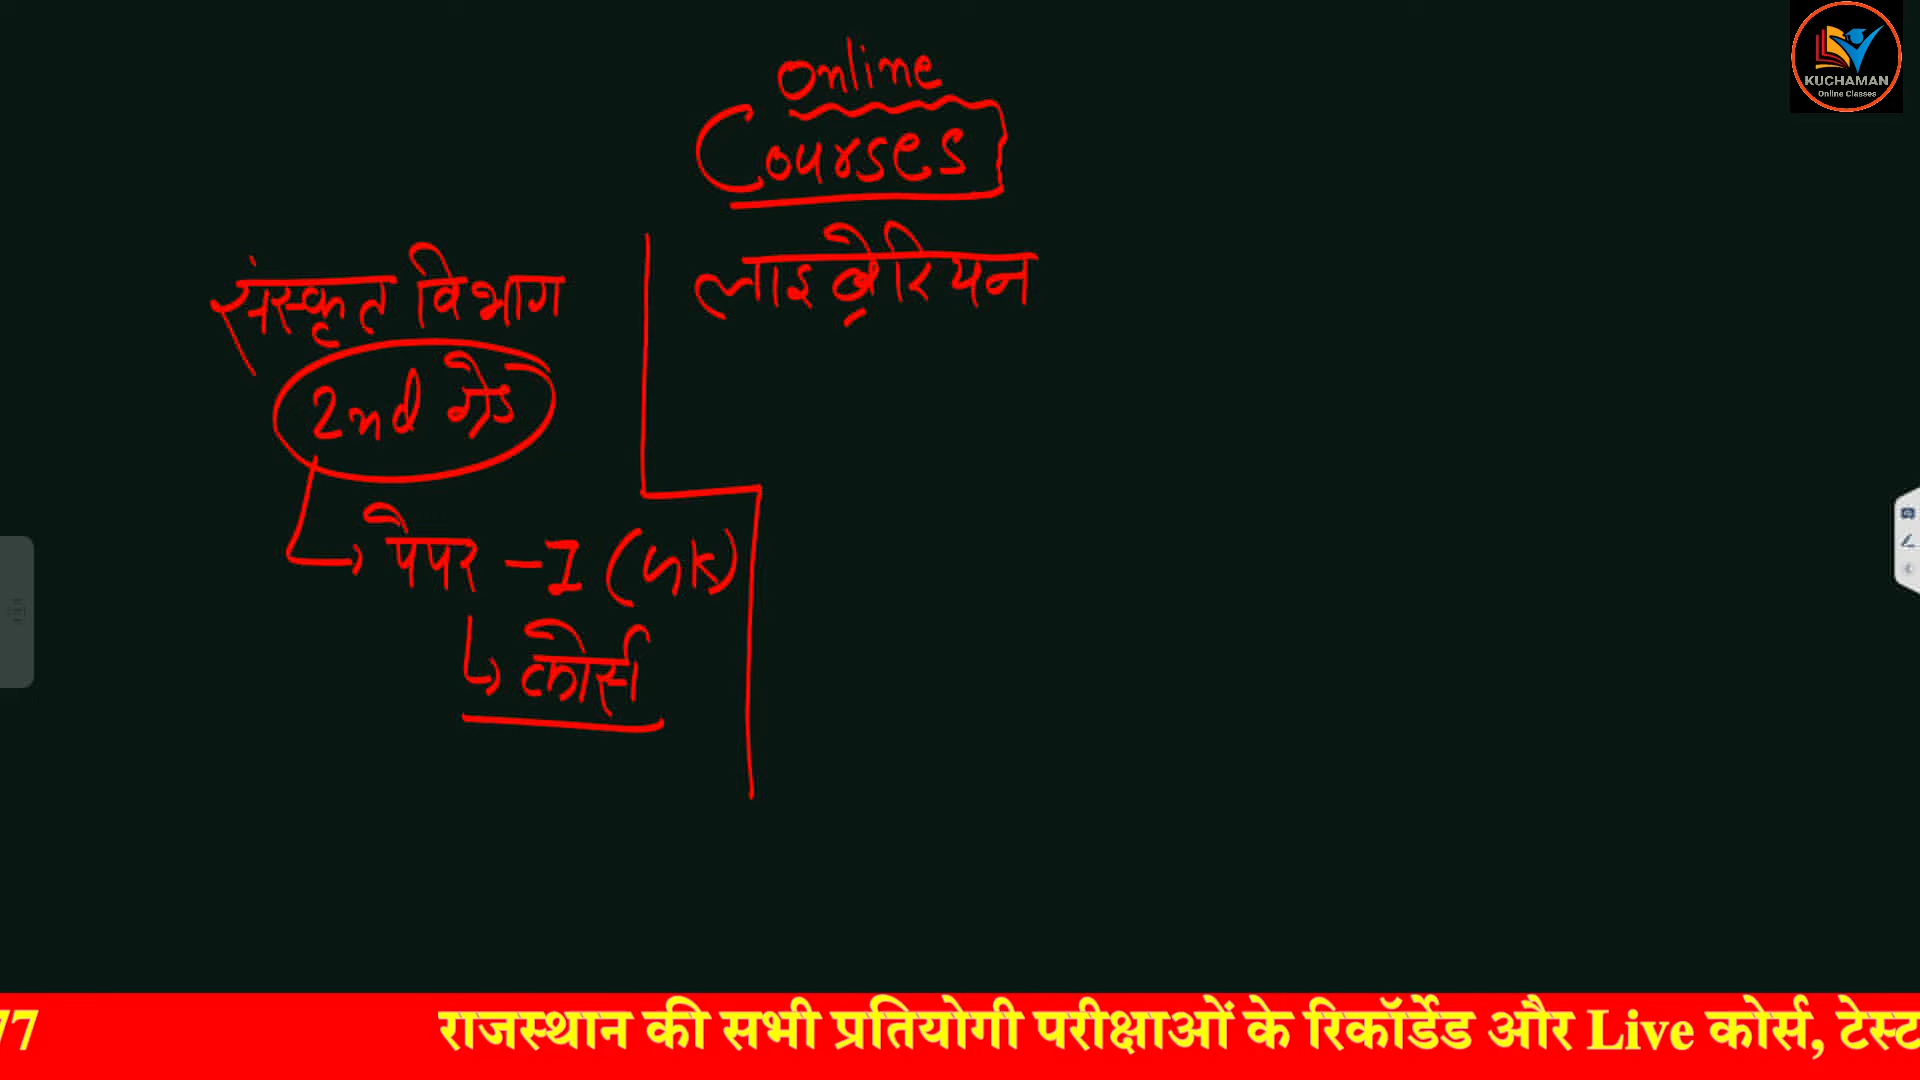 Online
Courses
संस्कृत विभाग
2nd ग्रेड
पेपर - I (GK)
कोर्स
लाइब्रेरियन
KUCHAMAN
Online Classes
77 राजस्थान की सभी प्रतियोगी परीक्षाओं के रिकॉर्डेड और Live कोर्स, टेस्ट